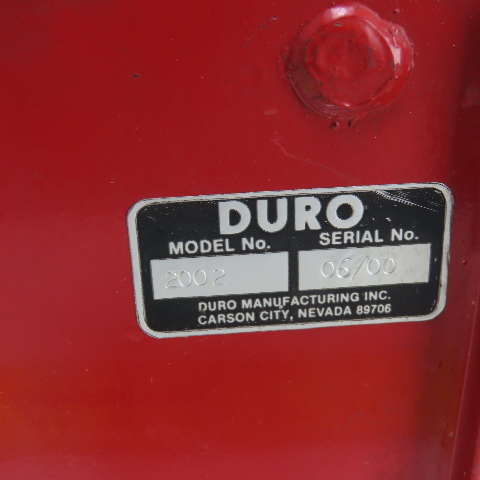 DURO
MODEL No. SERIAL No.
2002 06/00
DURO MANUFACTURING INC.
CARSON CITY, NEVADA 89706